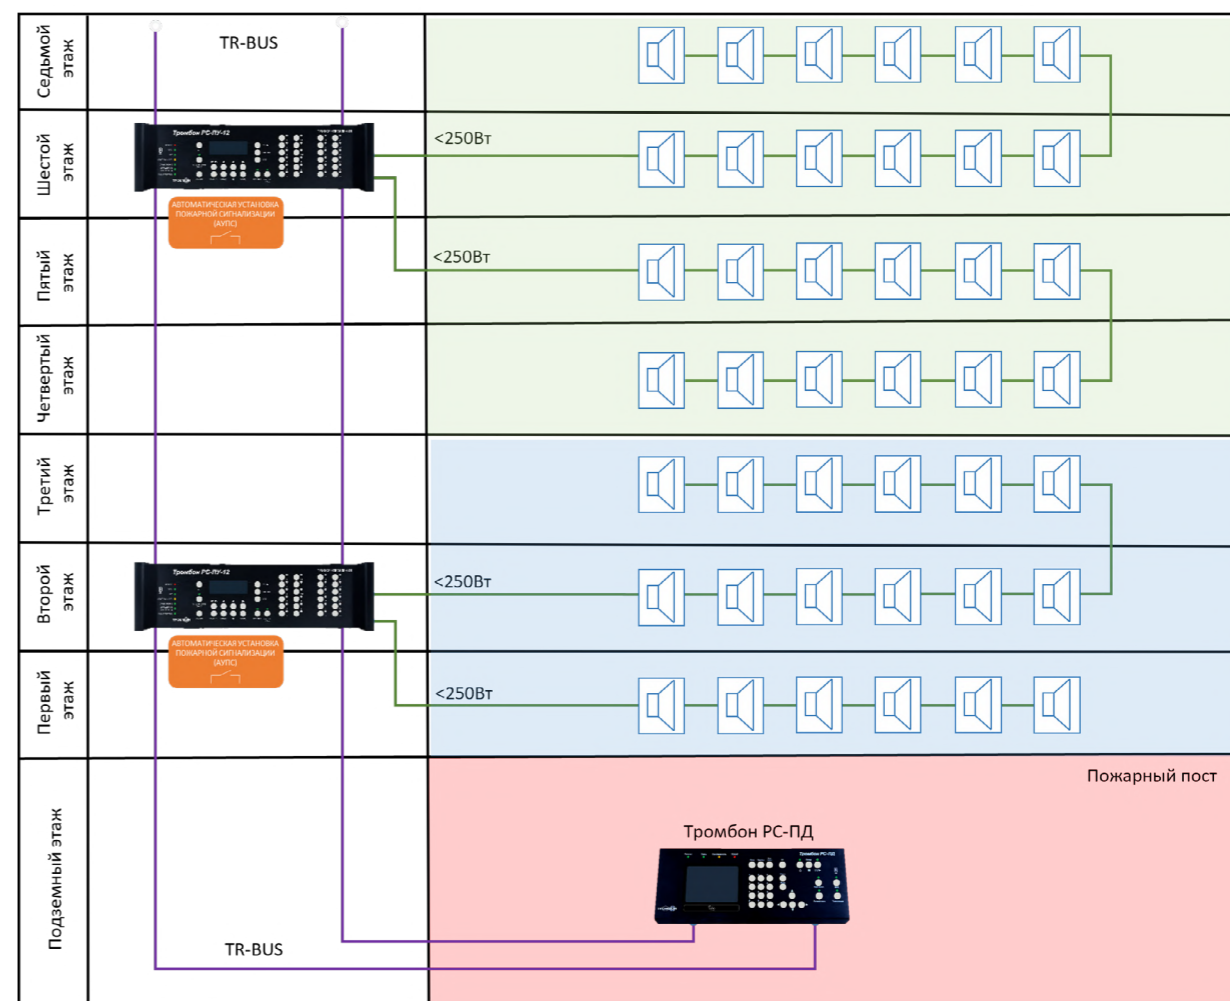 Седьмой
этаж
TR-BUS
Шестой
этаж
Тромбон РС-ПУ-12
<250Вт
АВТОМАТИЧЕСКАЯ УСТАНОВКА
ПОЖАРНОЙ СИГНАЛИЗАЦИИ
(АУПС)
Пятый
этаж
<250Вт
Четвертый
этаж
Третий
этаж
Второй
этаж
Тромбон РС-ПУ-12
<250Вт
АВТОМАТИЧЕСКАЯ УСТАНОВКА
ПОЖАРНОЙ СИГНАЛИЗАЦИИ
(АУПС)
Первый
этаж
<250Вт
Подземный этаж
Пожарный пост
Тромбон РС-ПД
Тромбон РС-ПД
TR-BUS